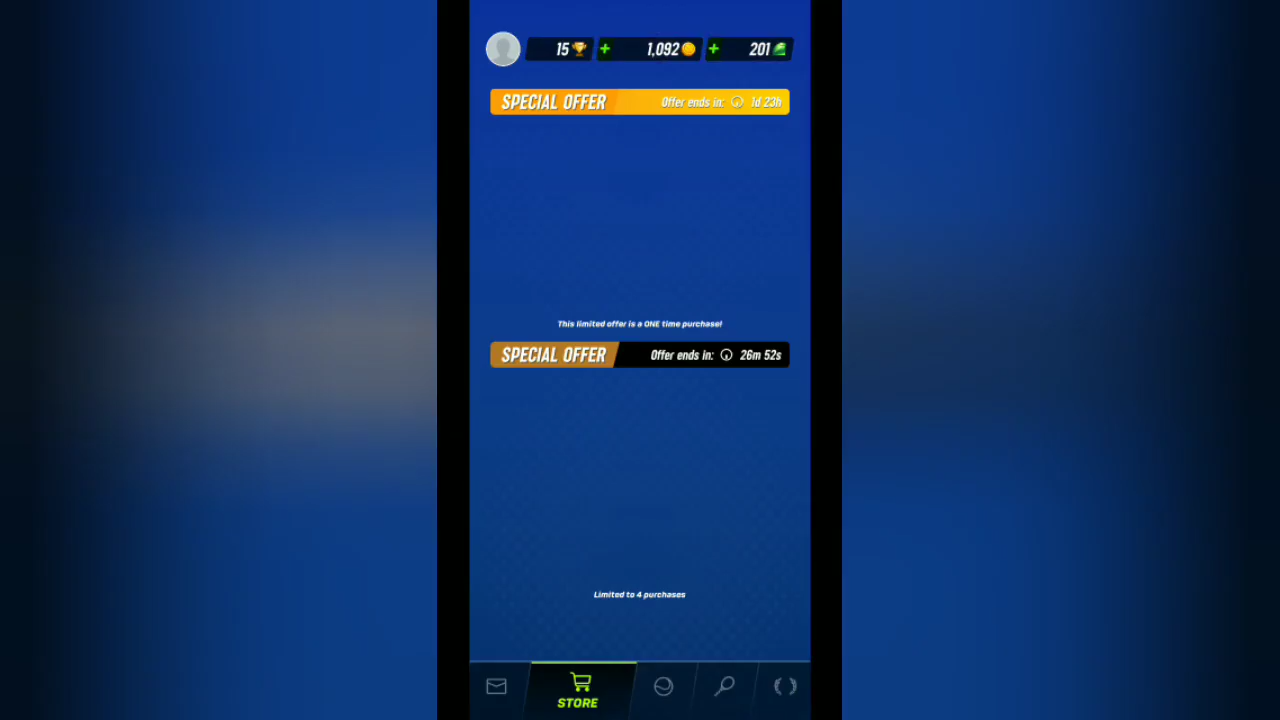 15
1,092
201
SPECIAL OFFER Offer ends in: 1d 23h
This limited offer is a ONE time purchase!
SPECIAL OFFER Offer ends in: 26m 52s
Limited to 4 purchases
STORE